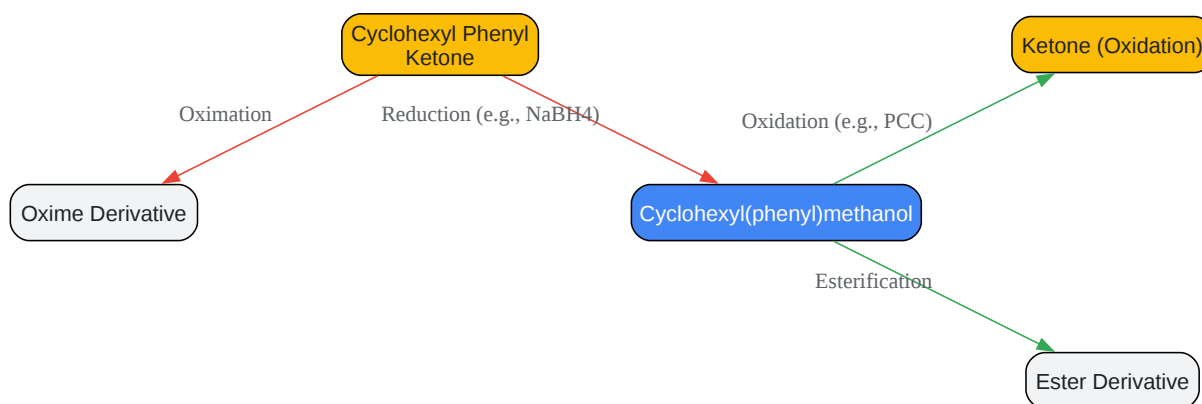 Cyclohexyl Phenyl
Ketone
Ketone (Oxidation)
Oximation
Reduction (e.g., NaBH4)
Oxidation (e.g., PCC)
Oxime Derivative
Cyclohexyl(phenyl)methanol
Esterification
Ester Derivative